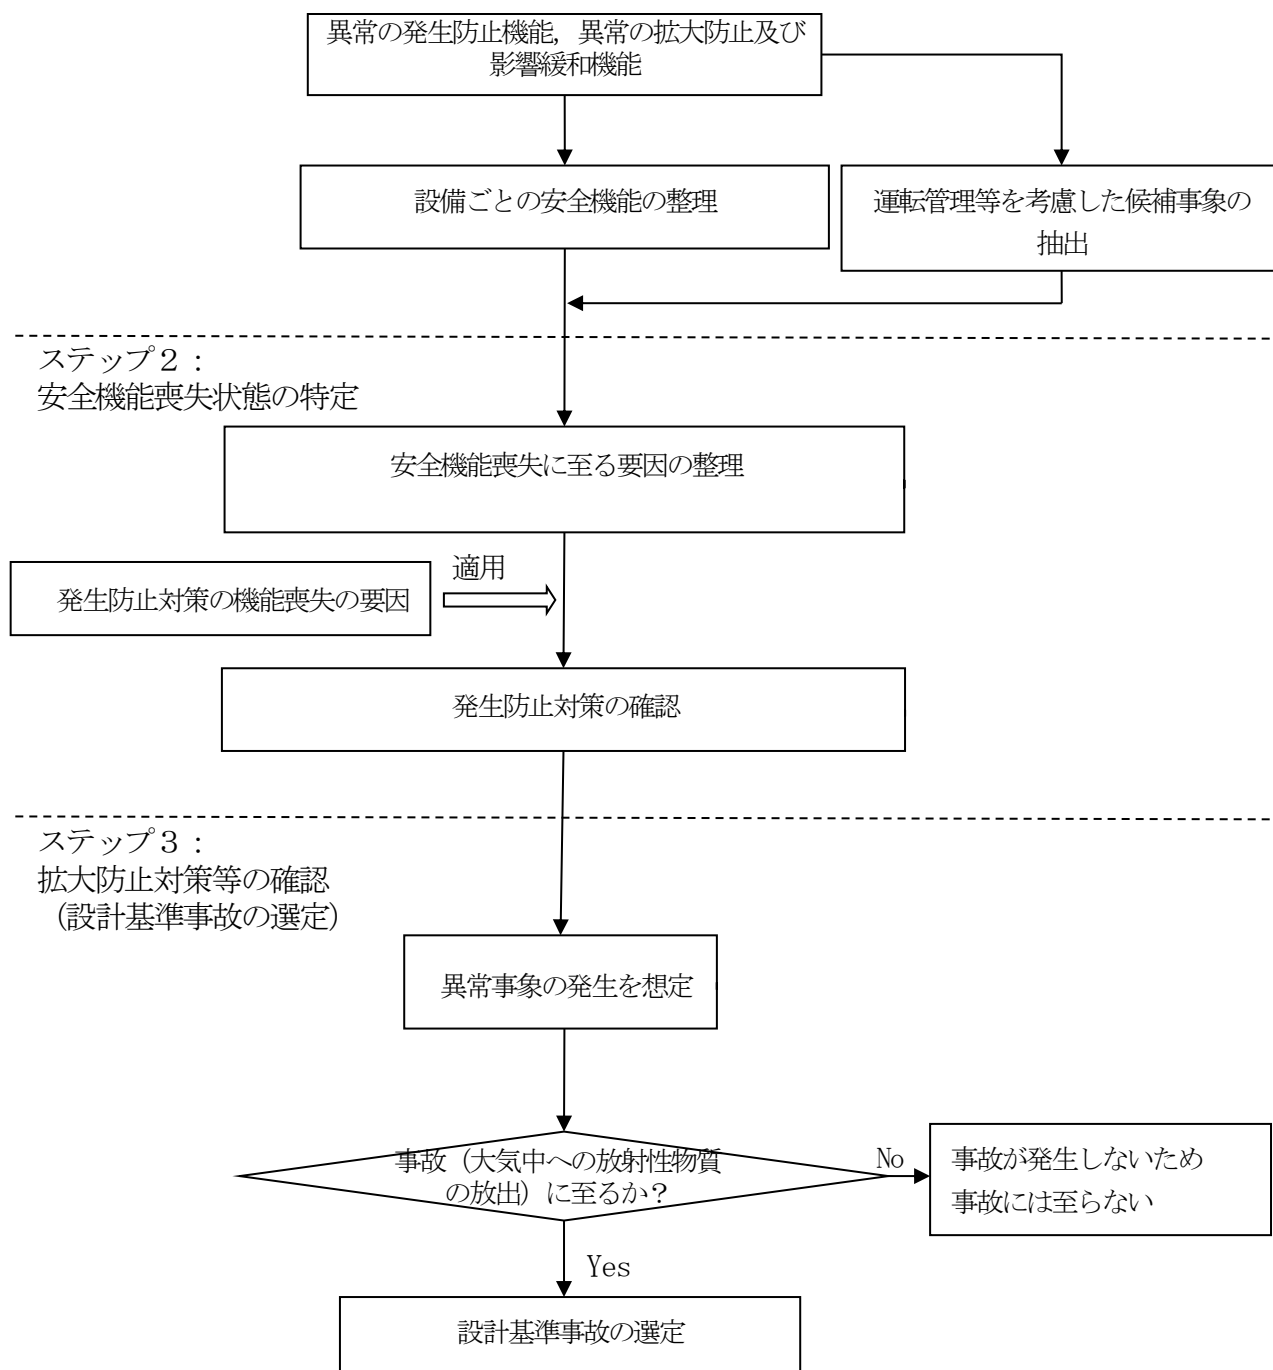 異常の発生防止機能，異常の拡大防止及び
影響緩和機能
設備ごとの安全機能の整理
運転管理等を考慮した候補事象の
抽出
ステップ２：
安全機能喪失状態の特定
安全機能喪失に至る要因の整理
適用
発生防止対策の機能喪失の要因
発生防止対策の確認
ステップ３：
拡大防止対策等の確認
（設計基準事故の選定）
異常事象の発生を想定
事故（大気中への放射性物質
の放出）に至るか？
No
事故が発生しないため
事故には至らない
Yes
設計基準事故の選定